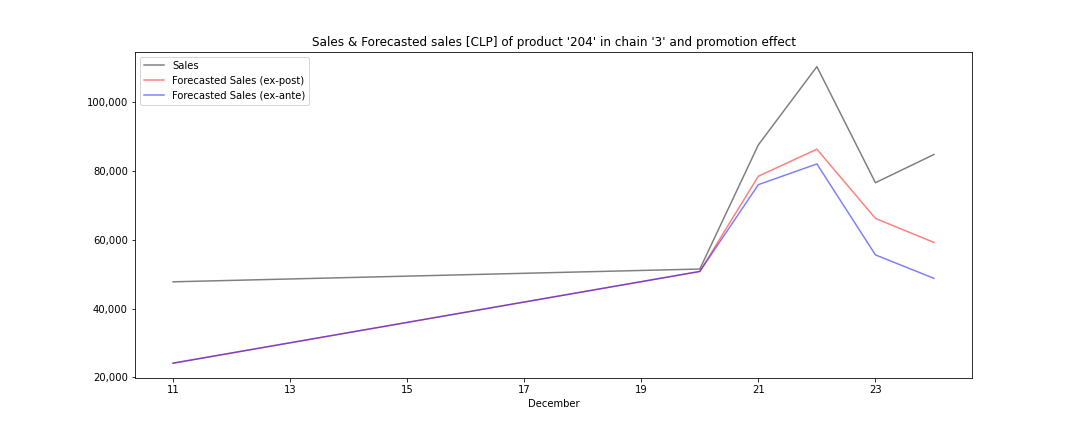 Sales & Forecasted sales [CLP] of product '204' in chain '3' and promotion effect
Sales
Forecasted Sales (ex-post)
Forecasted Sales (ex-ante)
100,000
80,000
60,000
40,000
20,000
11 13 15 17 19 21 23
December